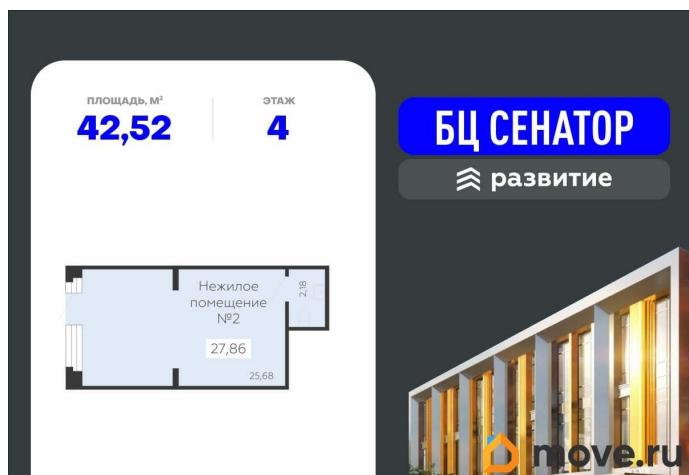 ПЛОЩАДЬ, М²
42,52
ЭТАЖ
4
БЦ СЕНАТОР
развитие
Нежилое
помещение
№2
27,86
25,68
2,18
move.ru